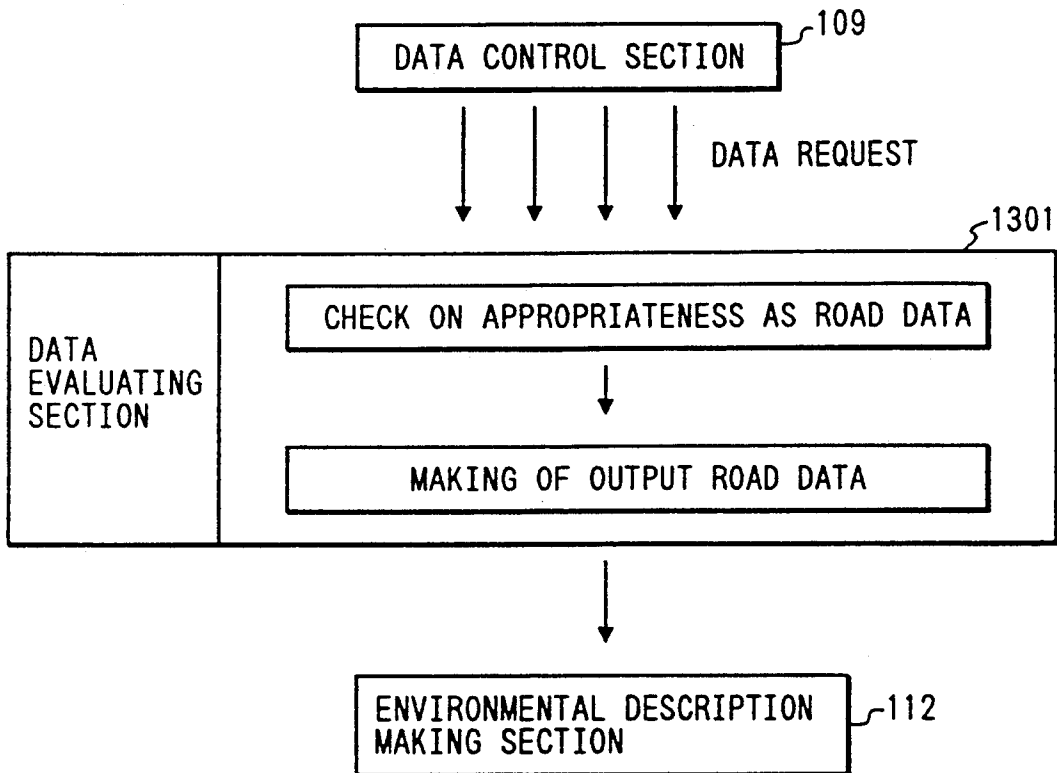 109
DATA CONTROL SECTION
DATA REQUEST
1301
CHECK ON APPROPRIATENESS AS ROAD DATA
DATA
EVALUATING
SECTION
MAKING OF OUTPUT ROAD DATA
ENVIRONMENTAL DESCRIPTION
MAKING SECTION
112